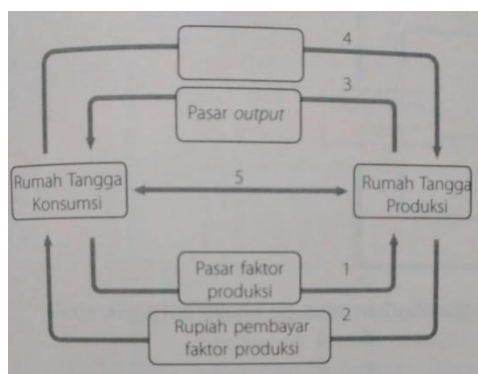 4
3
Pasar output
Rumah Tangga
Konsumsi
5
Rumah Tangga
Produksi
Pasar faktor
produksi
1
Rupiah pembayar
faktor produksi
2